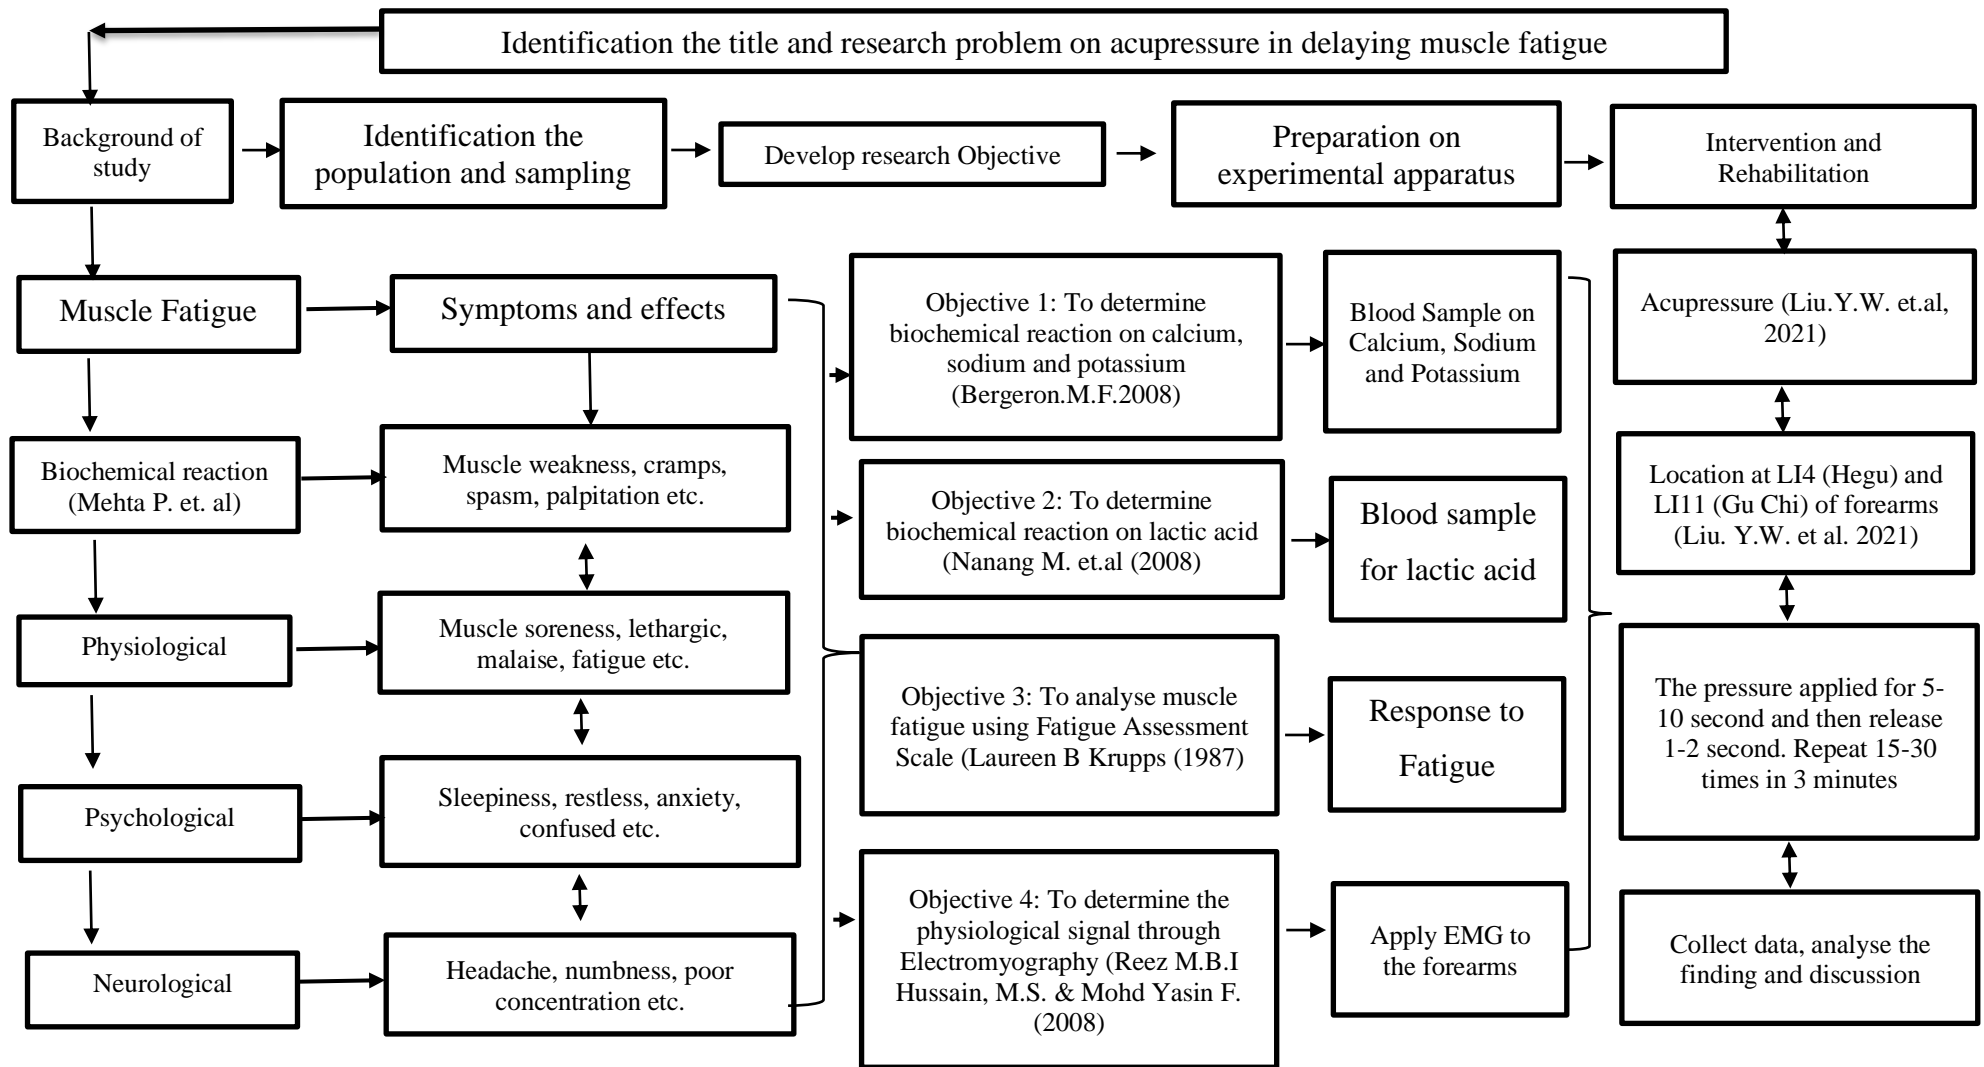 Identification the title and research problem on acupressure in delaying muscle fatigue
Background of
study
Identification the
population and sampling
Develop research Objective
Preparation on
experimental apparatus
Intervention and
Rehabilitation
Muscle Fatigue
Symptoms and effects
Objective 1: To determine
biochemical reaction on calcium,
sodium and potassium
(Bergeron.M.F.2008)
Blood Sample on
Calcium, Sodium
and Potassium
Acupressure (Liu.Y.W. et.al,
2021)
Biochemical reaction
(Mehta P. et. al)
Muscle weakness, cramps,
spasm, palpitation etc.
Objective 2: To determine
biochemical reaction on lactic acid
(Nanang M. et.al (2008)
Blood sample
for lactic acid
Location at LI4 (Hegu) and
LI11 (Gu Chi) of forearms
(Liu. Y.W. et al. 2021)
Physiological
Muscle soreness, lethargic,
malaise, fatigue etc.
Objective 3: To analyse muscle
fatigue using Fatigue Assessment
Scale (Laureen B Krupps (1987)
Response to
Fatigue
The pressure applied for 5-
10 second and then release
1-2 second. Repeat 15-30
times in 3 minutes
Psychological
Sleepiness, restless, anxiety,
confused etc.
Objective 4: To determine the
physiological signal through
Electromyography (Reez M.B.I
Hussain, M.S. & Mohd Yasin F.
(2008)
Apply EMG to
the forearms
Collect data, analyse the
finding and discussion
Neurological
Headache, numbness, poor
concentration etc.